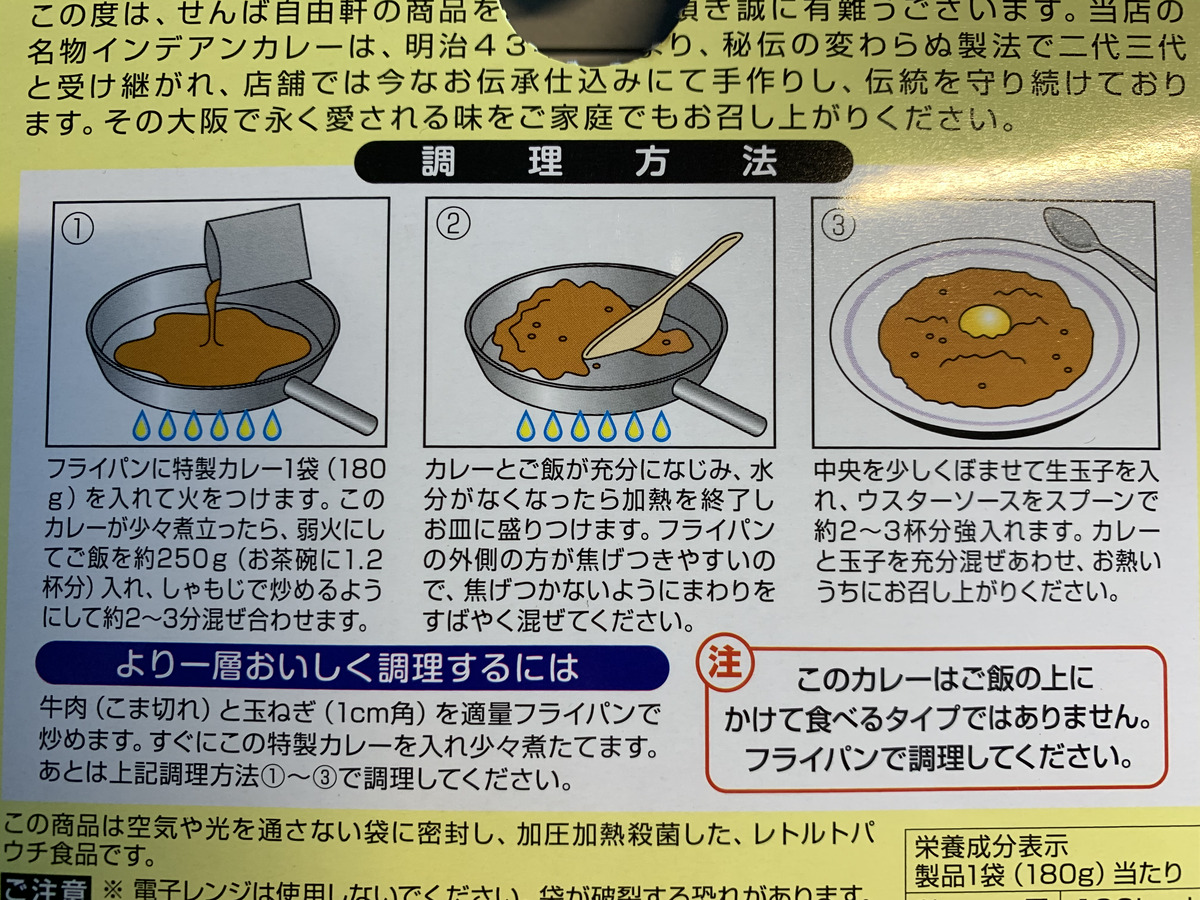 この度は、せんば自由軒の商品を 頂き誠に有難うございます。当店の
名物インデアンカレーは、明治43 より、秘伝の変わらぬ製法で二代三代
と受け継がれ、店舗では今なお伝承仕込みにて手作りし、伝統を守り続けており
ます。その大阪で永く愛される味をご家庭でもお召し上がりください。
調理方法
①
フライパンに特製カレー1袋（180
g）を入れて火をつけます。この
カレーが少々煮立ったら、弱火にし
てご飯を約250g（お茶碗に1.2
杯分）入れ、しゃもじで炒めるよう
にして約2〜3分混ぜ合わせます。
②
カレーとご飯が充分になじみ、水
分がなくなったら加熱を終了し
お皿に盛りつけます。フライパン
の外側の方が焦げつきやすいの
で、焦げつかないようにまわりを
すばやく混ぜてください。
③
中央を少しくぼませて生玉子を入
れ、ウスターソースをスプーンで
約2〜3杯分強入れます。カレー
と玉子を充分混ぜあわせ、お熱い
うちにお召し上がりください。
より一層おいしく調理するには
牛肉（こま切れ）と玉ねぎ（1cm角）を適量フライパンで
炒めます。すぐにこの特製カレーを入れ少々煮たてます。
あとは上記調理方法①〜③で調理してください。
注
このカレーはご飯の上に
かけて食べるタイプではありません。
フライパンで調理してください。
この商品は空気や光を通さない袋に密封し、加圧加熱殺菌した、レトルトパ
ウチ食品です。
ご注意 ※電子レンジは使用しないでください。袋が破裂する恐れがあります。
栄養成分表示
製品1袋（180g）当たり